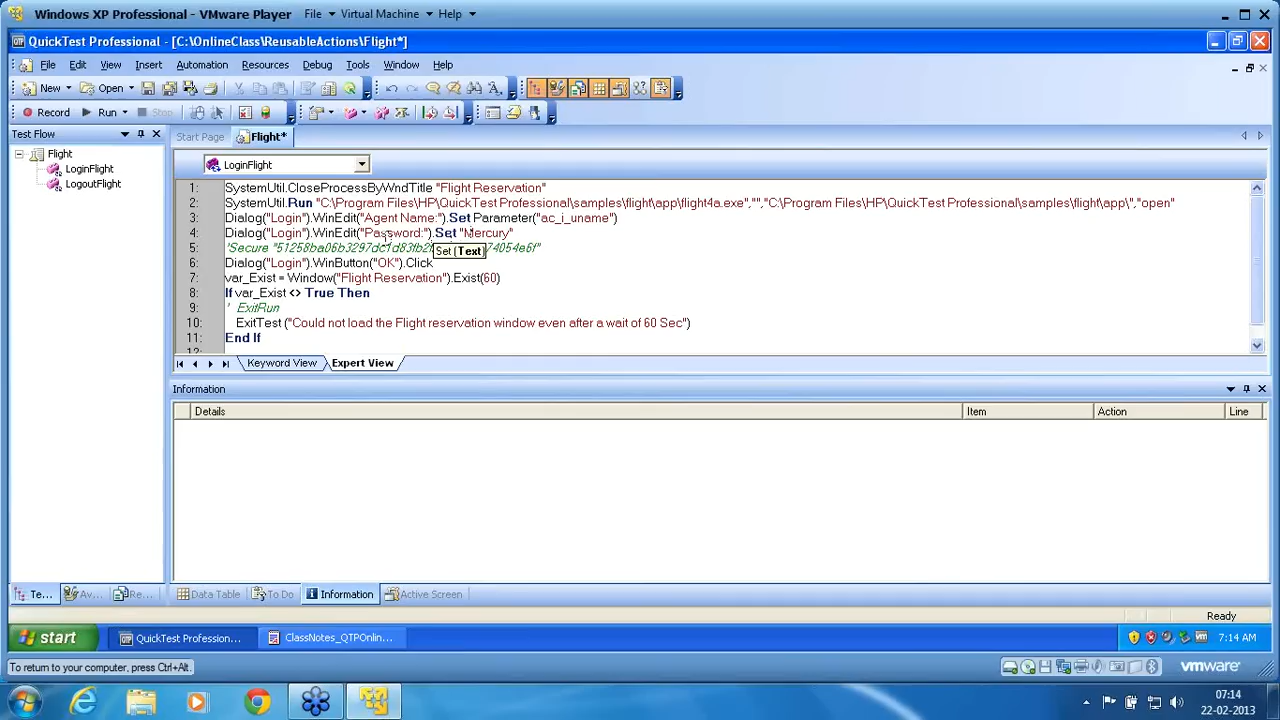 Windows XP Professional - VMware Player File Virtual Machine Help
QuickTest Professional - [C:\OnlineClass\ReusableActions\Flight*]
File Edit View Insert Automation Resources Debug Tools Window Help
New Open
Record Run Stop
Test Flow
Start Page Flight*
Flight
LoginFlight
LogoutFlight
LoginFlight
1: SystemUtil.CloseProcessByWndTitle "Flight Reservation"
2: SystemUtil.Run "C:\Program Files\HP\QuickTest Professional\samples\flight\app\flight4a.exe","","C:\Program Files\HP\QuickTest Professional\samples\flight\app\","open"
3: Dialog("Login").WinEdit("Agent Name:").Set Parameter("ac_i_uname")
4: Dialog("Login").WinEdit("Password:").Set "Mercury"
5: 'Secure "51258ba06b3297dc1d83fb2 74054e6f"
Set (Text)
6: Dialog("Login").WinButton("OK").Click
7: var_Exist = Window("Flight Reservation").Exist(60)
8: If var_Exist <> True Then
9: ' ExitRun
10: ExitTest ("Could not load the Flight reservation window even after a wait of 60 Sec")
11: End If
12:
Keyword View Expert View
Information
Details Item Action Line
Te... Av... Re... Data Table To Do Information Active Screen
Ready
start QuickTest Profession... ClassNotes_QTPOnlin... 7:14 AM
To return to your computer, press Ctrl+Alt. vmware
07:14
22-02-2013